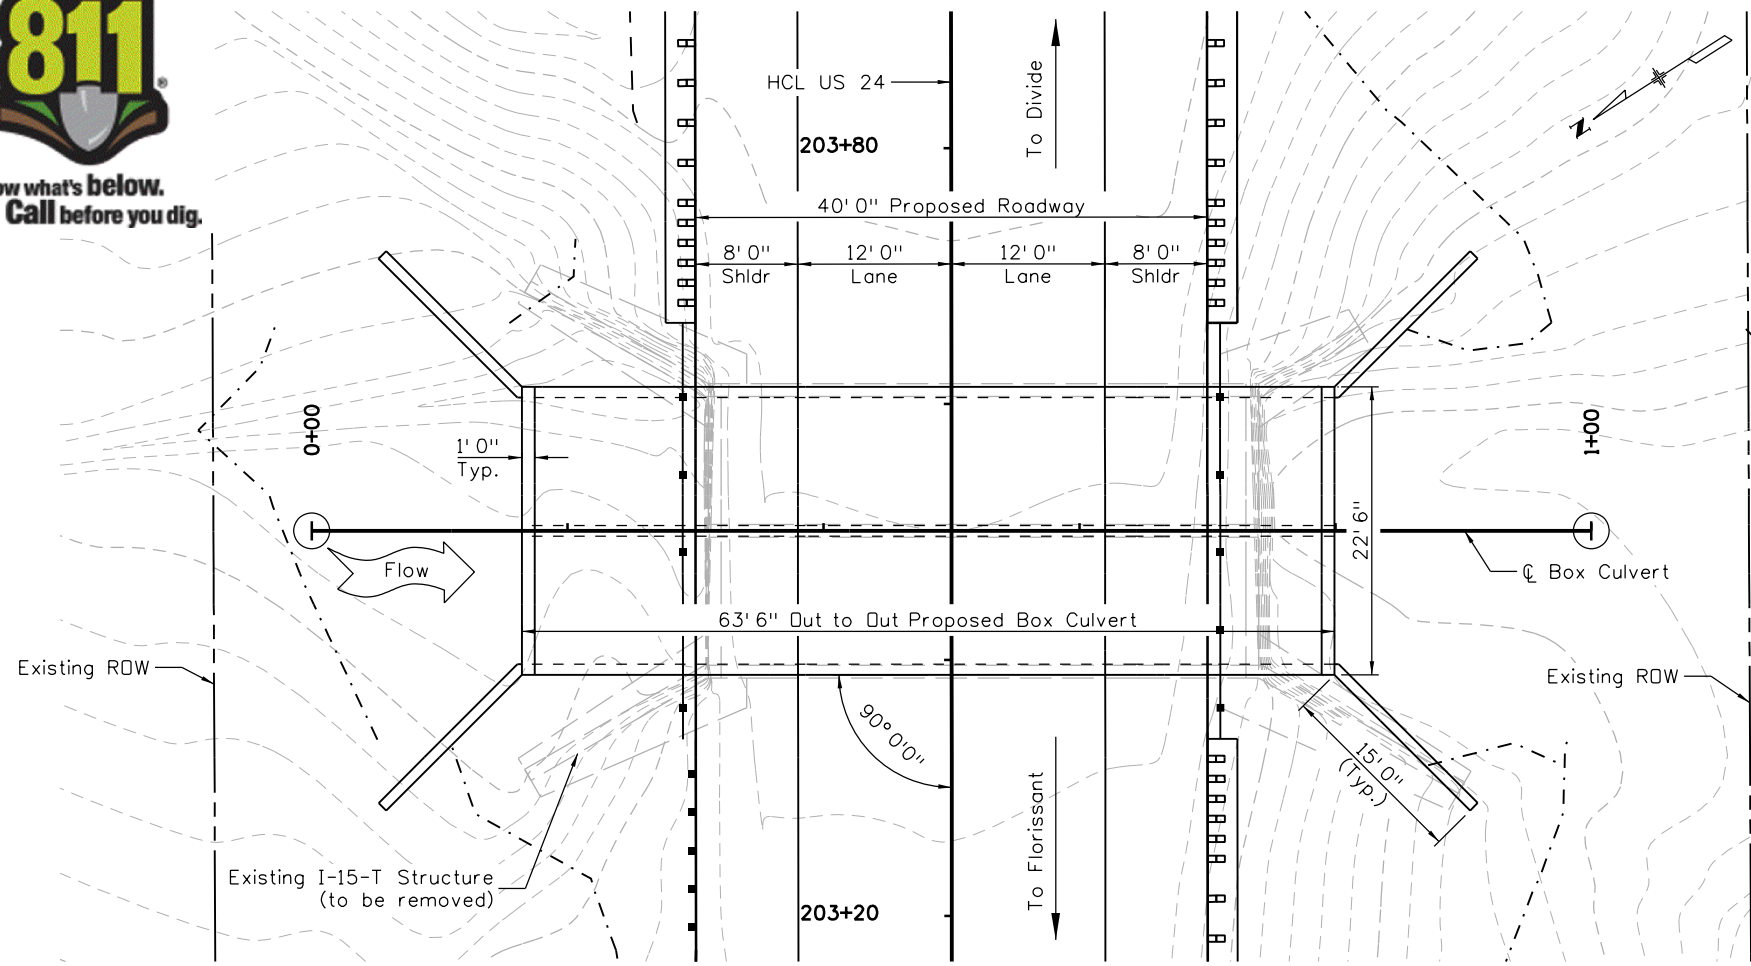 811
®
ow what's below.
Call before you dig.
HCL US 24
To Divide
N
203+80
40'0" Proposed Roadway
8'0"
Shldr
12'0"
Lane
12'0"
Lane
8'0"
Shldr
0+00
1'0"
Typ.
1+00
22'6"
Flow
℄ Box Culvert
63'6" Out to Out Proposed Box Culvert
Existing ROW
Existing ROW
90°0'0"
15'0"
(Typ.)
To Florissant
Existing I-15-T Structure
(to be removed)
203+20